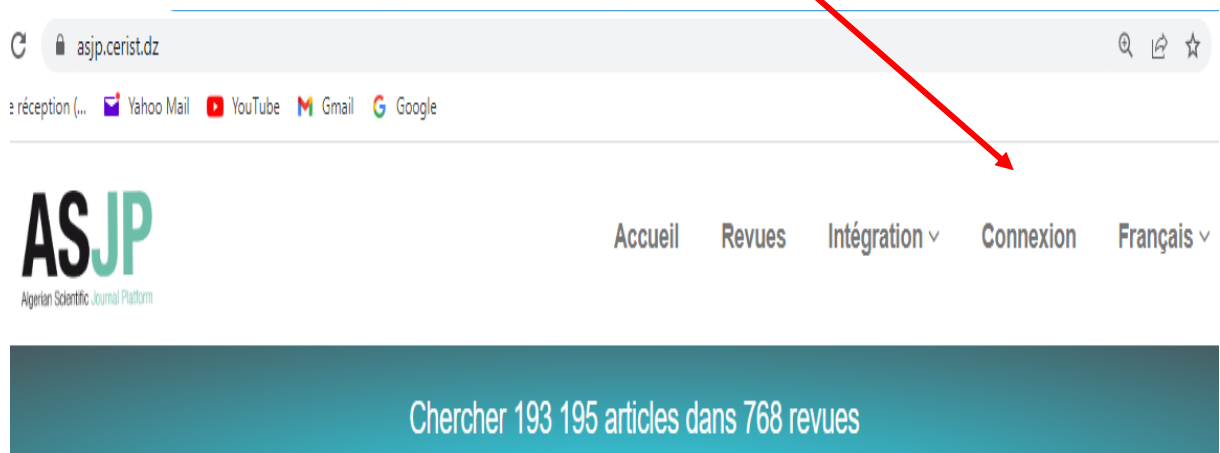 asjp.cerist.dz
e réception (... Yahoo Mail YouTube Gmail Google
ASJP
Algerian Scientific Journal Platform
Accueil Revues Intégration Connexion Français
Chercher 193 195 articles dans 768 revues